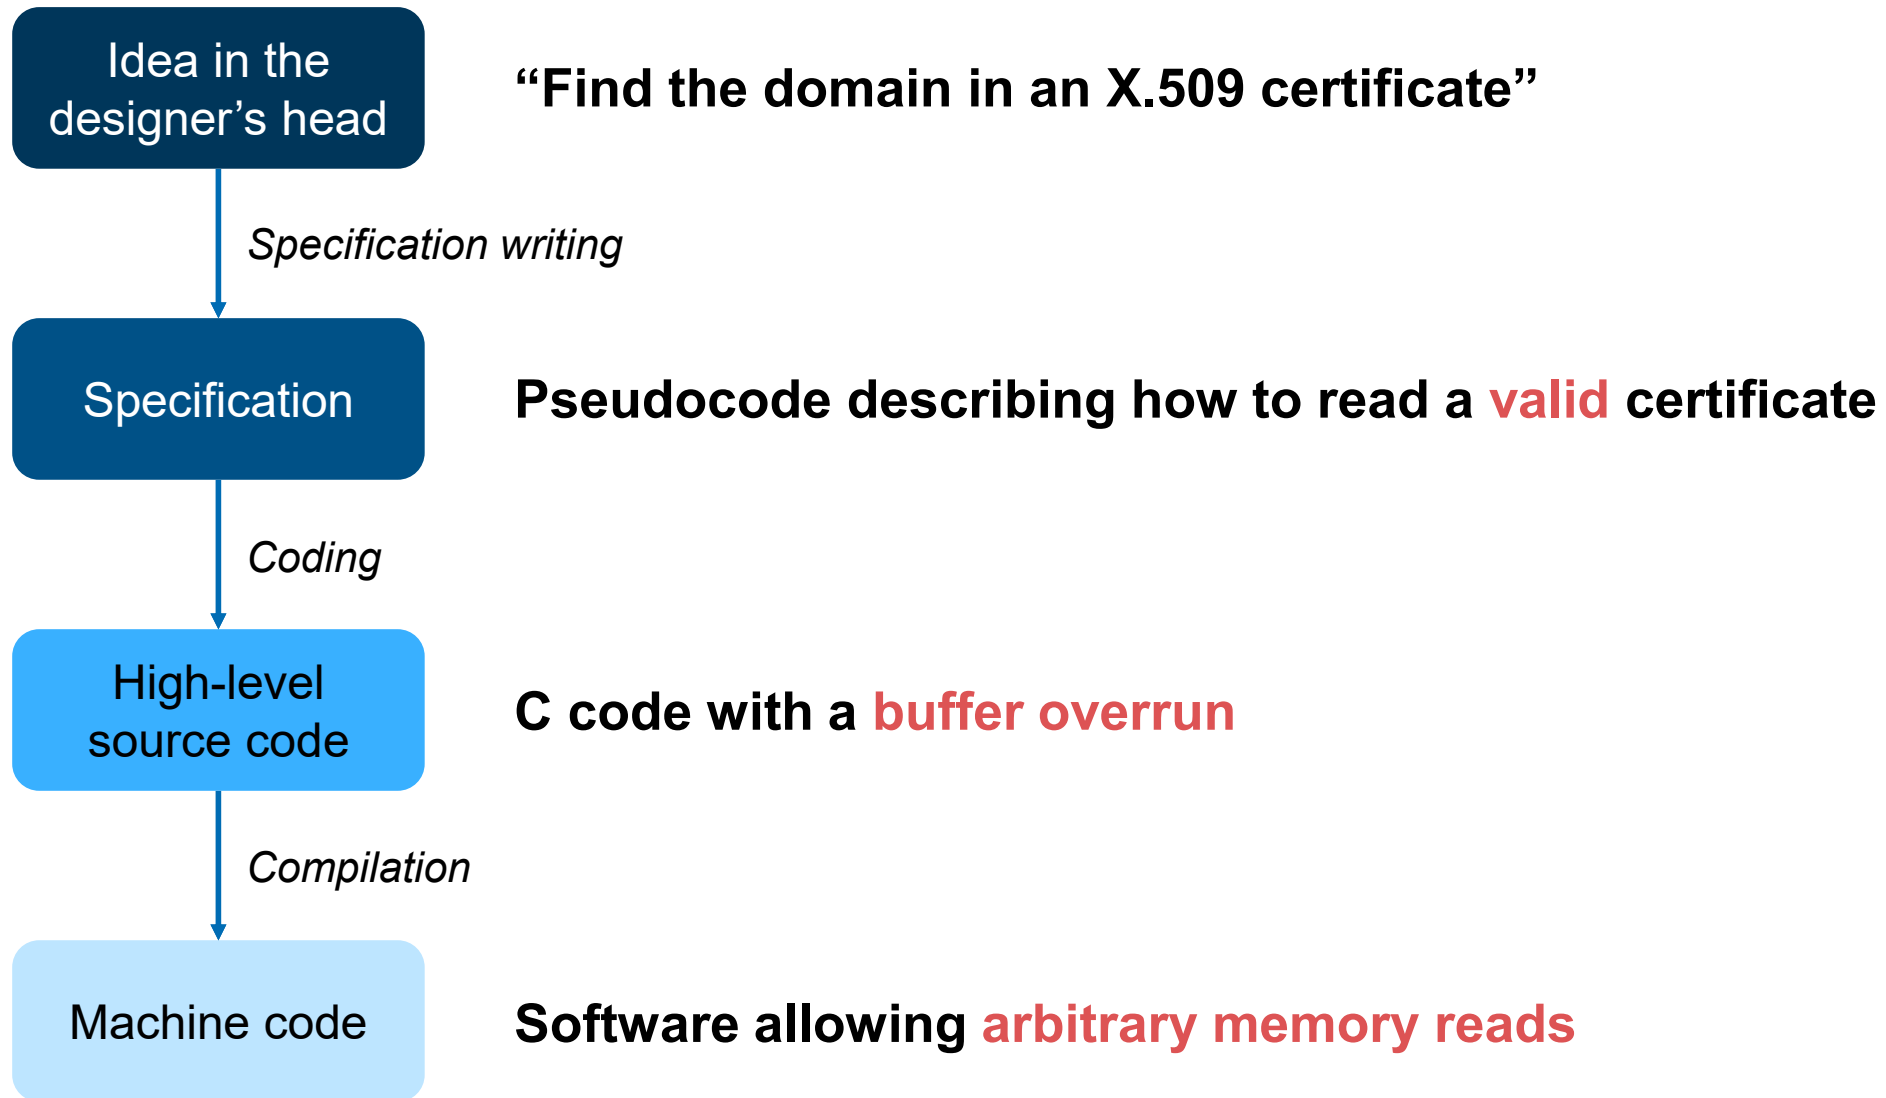 Idea in the
designer’s head
“Find the domain in an X.509 certificate”
Specification writing
Specification
Pseudocode describing how to read a valid certificate
Coding
High-level
source code
C code with a buffer overrun
Compilation
Machine code
Software allowing arbitrary memory reads